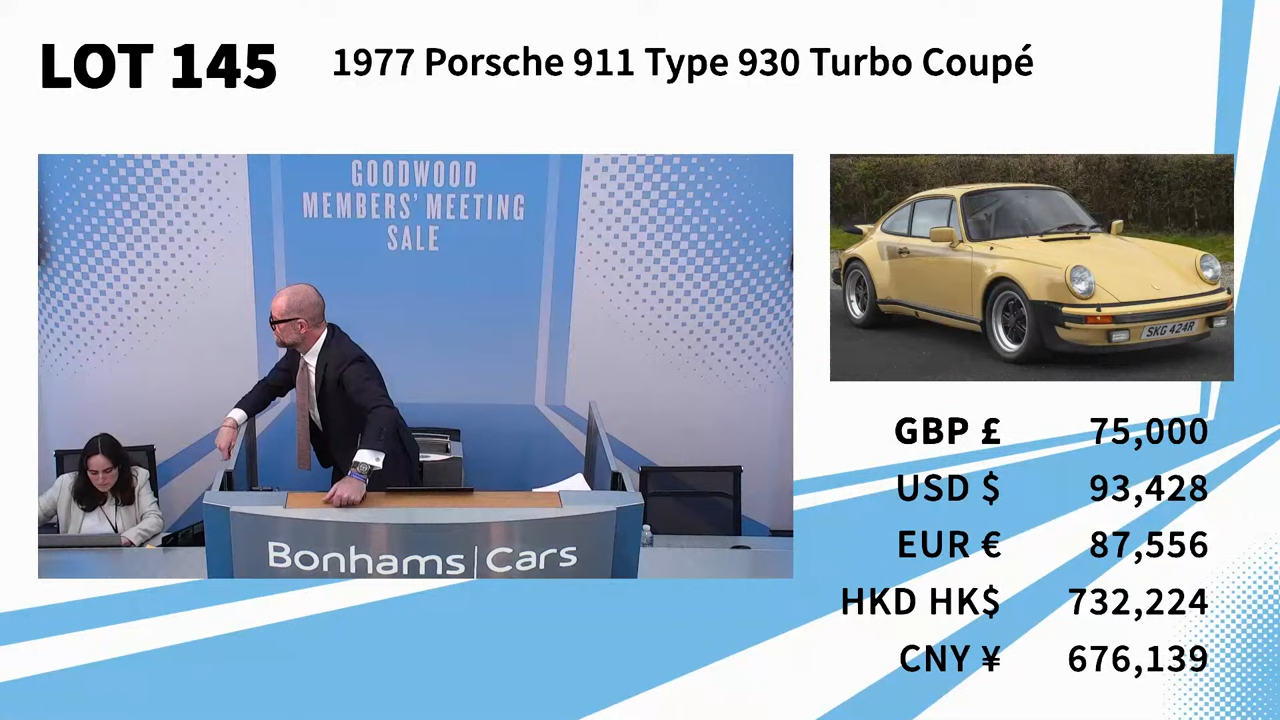 LOT 145
1977 Porsche 911 Type 930 Turbo Coupé
GOODWOOD
MEMBERS' MEETING
SALE
SKG 424R
Bonhams|Cars
GBP £ 75,000
USD $ 93,428
EUR € 87,556
HKD HK$ 732,224
CNY ¥ 676,139